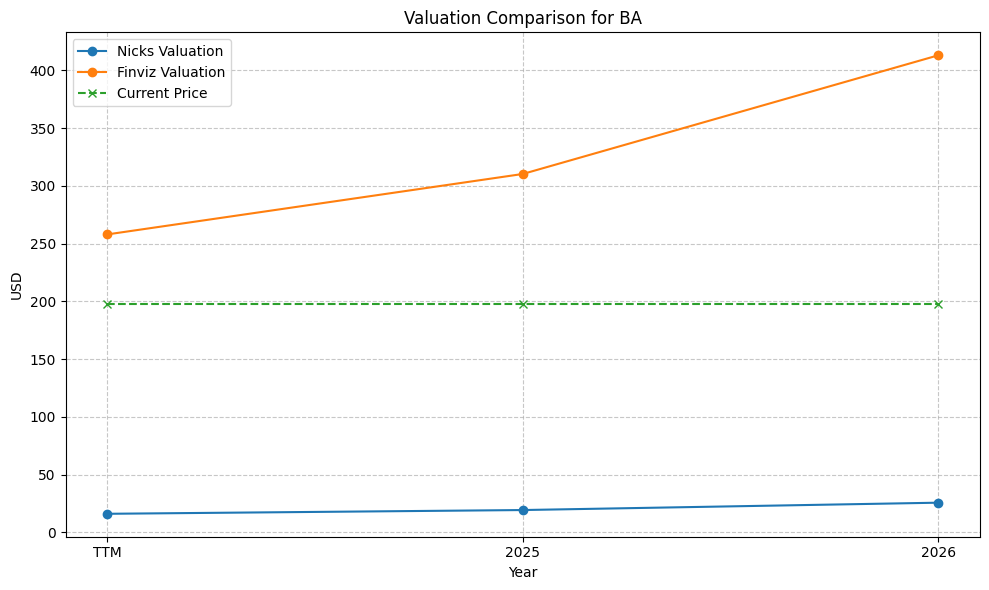 Valuation Comparison for BA
Nicks Valuation
Finviz Valuation
Current Price
400
350
300
250
200
150
100
50
0
USD
TTM 2025 2026
Year